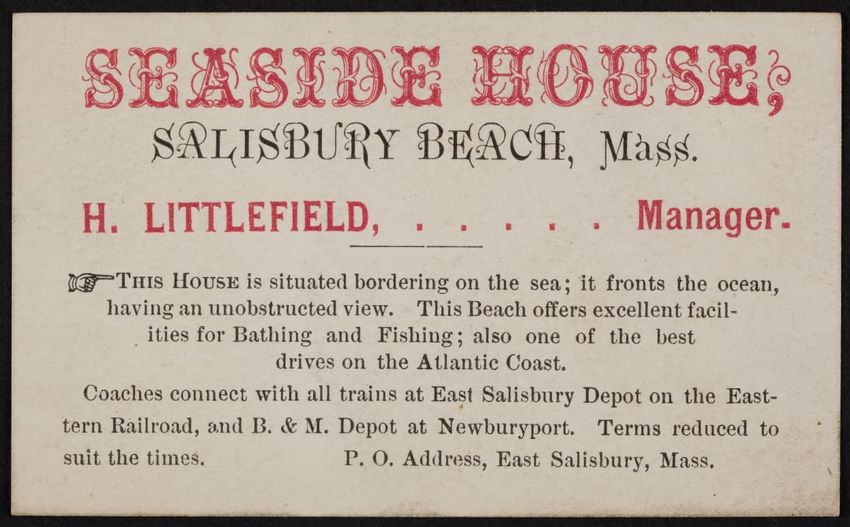 SEASIDE HOUSE,
SALISBURY BEACH, Mass.
H. LITTLEFIELD, . . . . . Manager.
☞THIS HOUSE is situated bordering on the sea; it fronts the ocean,
having an unobstructed view. This Beach offers excellent facil-
ities for Bathing and Fishing; also one of the best
drives on the Atlantic Coast.
Coaches connect with all trains at East Salisbury Depot on the East-
tern Railroad, and B. & M. Depot at Newburyport. Terms reduced to
suit the times. P. O. Address, East Salisbury, Mass.